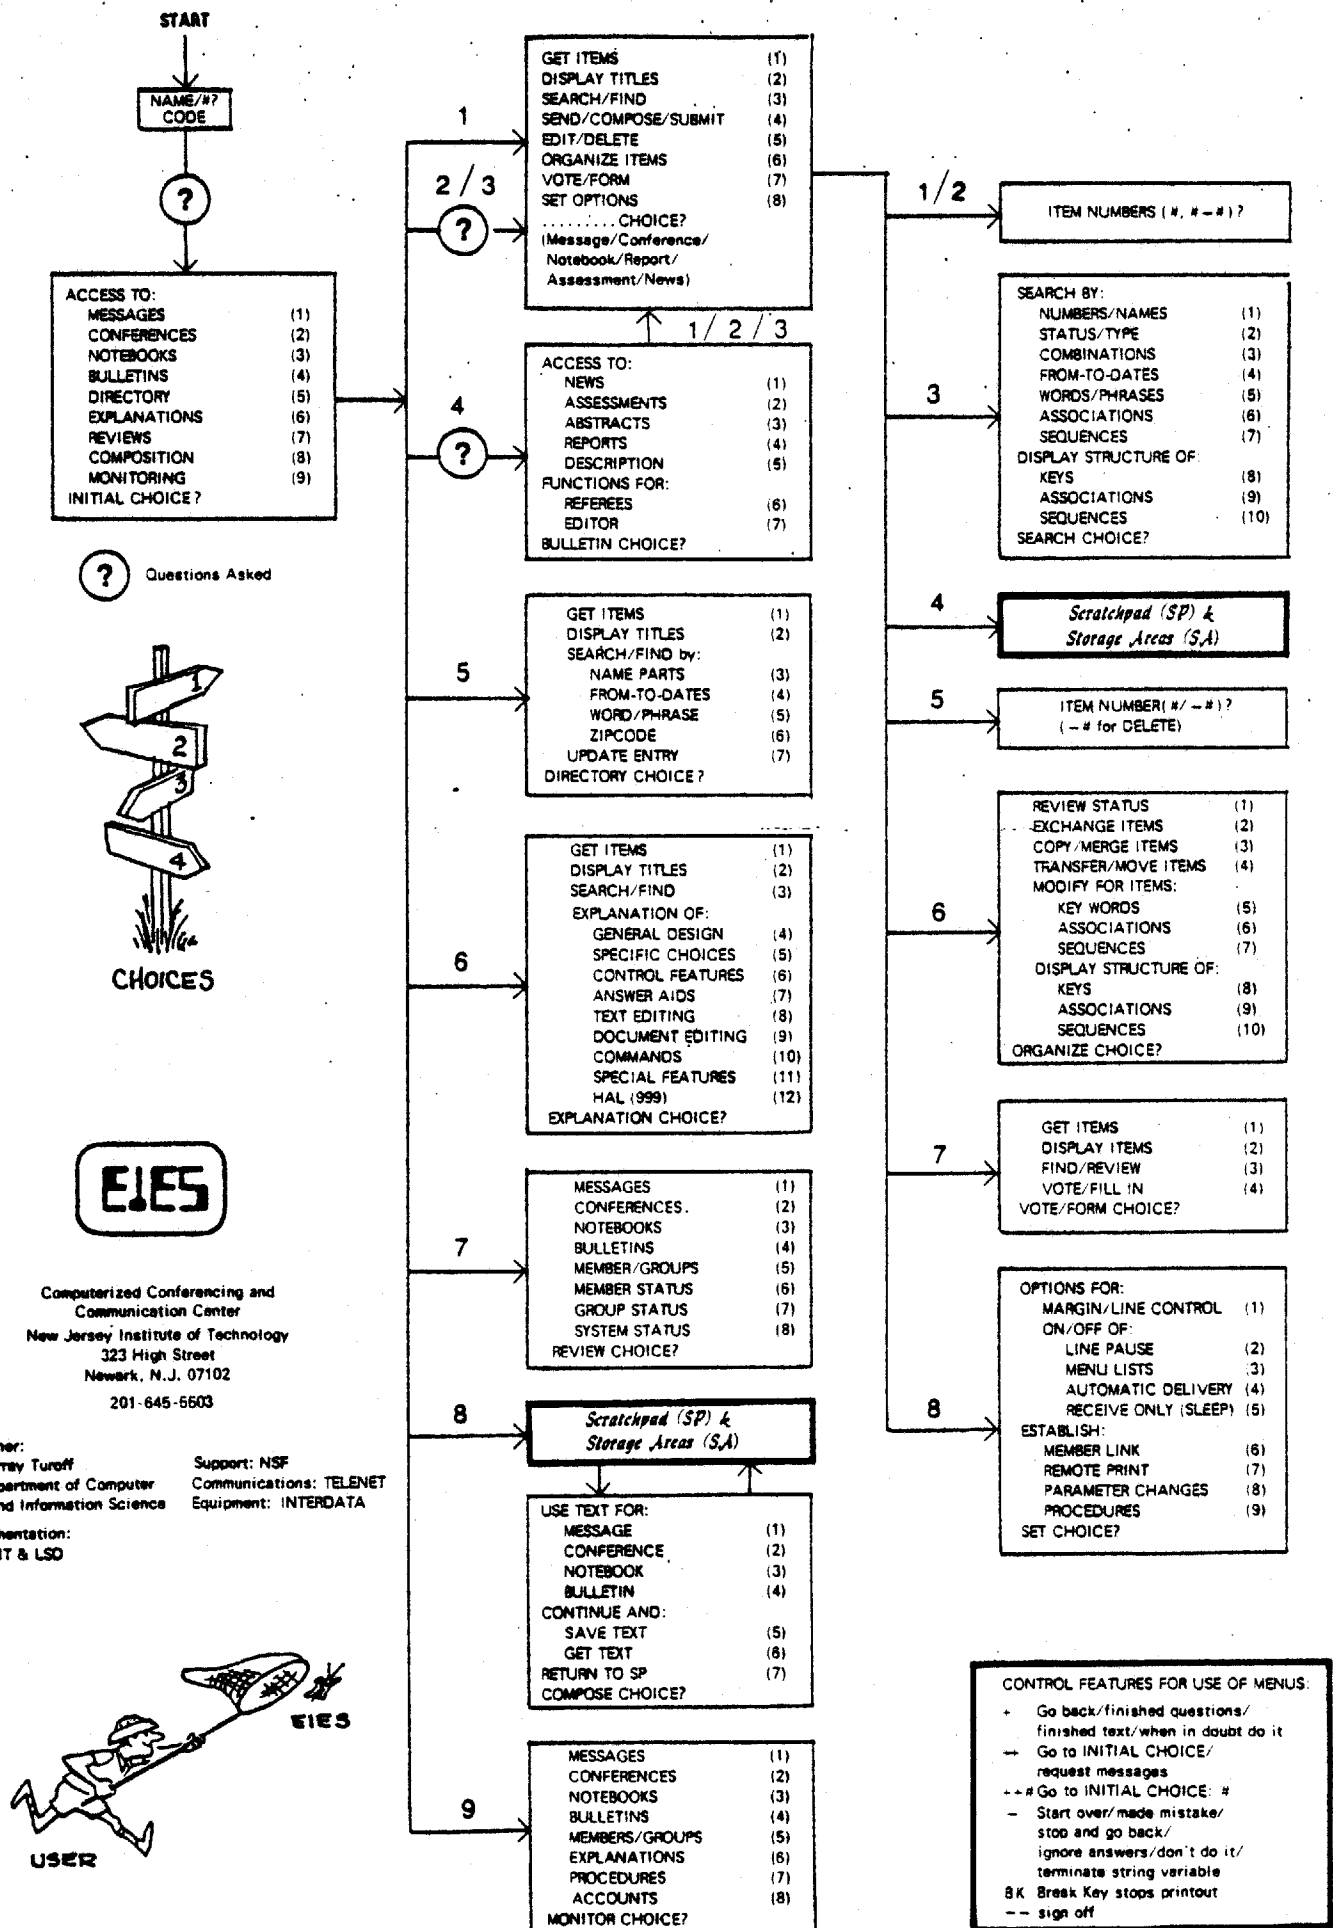 START
NAME/#?
CODE
?
ACCESS TO:
MESSAGES (1)
CONFERENCES (2)
NOTEBOOKS (3)
BULLETINS (4)
DIRECTORY (5)
EXPLANATIONS (6)
REVIEWS (7)
COMPOSITION (8)
MONITORING (9)
INITIAL CHOICE?
? Questions Asked
1
2
3
4
CHOICES
EIES
Computerized Conferencing and
Communication Center
New Jersey Institute of Technology
323 High Street
Newark, N.J. 07102
201-645-5503
ner:
rray Turoff
partment of Computer
nd Information Science
Support: NSF
Communications: TELENET
Equipment: INTERDATA
mentation:
IT & LSD
EIES
USER
1
GET ITEMS (1)
DISPLAY TITLES (2)
SEARCH/FIND (3)
SEND/COMPOSE/SUBMIT (4)
EDIT/DELETE (5)
ORGANIZE ITEMS (6)
VOTE/FORM (7)
SET OPTIONS (8)
.........CHOICE?
(Message/Conference/
Notebook/Report/
Assessment/News)
2/3
?
1/2/3
4
?
ACCESS TO:
NEWS (1)
ASSESSMENTS (2)
ABSTRACTS (3)
REPORTS (4)
DESCRIPTION (5)
FUNCTIONS FOR:
REFEREES (6)
EDITOR (7)
BULLETIN CHOICE?
5
GET ITEMS (1)
DISPLAY TITLES (2)
SEARCH/FIND by:
NAME PARTS (3)
FROM-TO-DATES (4)
WORD/PHRASE (5)
ZIPCODE (6)
UPDATE ENTRY (7)
DIRECTORY CHOICE?
6
GET ITEMS (1)
DISPLAY TITLES (2)
SEARCH/FIND (3)
EXPLANATION OF:
GENERAL DESIGN (4)
SPECIFIC CHOICES (5)
CONTROL FEATURES (6)
ANSWER AIDS (7)
TEXT EDITING (8)
DOCUMENT EDITING (9)
COMMANDS (10)
SPECIAL FEATURES (11)
HAL (999) (12)
EXPLANATION CHOICE?
7
MESSAGES (1)
CONFERENCES. (2)
NOTEBOOKS (3)
BULLETINS (4)
MEMBER/GROUPS (5)
MEMBER STATUS (6)
GROUP STATUS (7)
SYSTEM STATUS (8)
REVIEW CHOICE?
8
Scratchpad (SP) &
Storage Areas (SA)
USE TEXT FOR:
MESSAGE (1)
CONFERENCE (2)
NOTEBOOK (3)
BULLETIN (4)
CONTINUE AND:
SAVE TEXT (5)
GET TEXT (6)
RETURN TO SP (7)
COMPOSE CHOICE?
9
MESSAGES (1)
CONFERENCES (2)
NOTEBOOKS (3)
BULLETINS (4)
MEMBERS/GROUPS (5)
EXPLANATIONS (6)
PROCEDURES (7)
ACCOUNTS (8)
MONITOR CHOICE?
1/2
ITEM NUMBERS (#, #-#)?
3
SEARCH BY:
NUMBERS/NAMES (1)
STATUS/TYPE (2)
COMBINATIONS (3)
FROM-TO-DATES (4)
WORDS/PHRASES (5)
ASSOCIATIONS (6)
SEQUENCES (7)
DISPLAY STRUCTURE OF:
KEYS (8)
ASSOCIATIONS (9)
SEQUENCES (10)
SEARCH CHOICE?
4
Scratchpad (SP) &
Storage Areas (SA)
5
ITEM NUMBER(#/-#)?
(-# for DELETE)
6
REVIEW STATUS (1)
EXCHANGE ITEMS (2)
COPY/MERGE ITEMS (3)
TRANSFER/MOVE ITEMS (4)
MODIFY FOR ITEMS:
KEY WORDS (5)
ASSOCIATIONS (6)
SEQUENCES (7)
DISPLAY STRUCTURE OF:
KEYS (8)
ASSOCIATIONS (9)
SEQUENCES (10)
ORGANIZE CHOICE?
7
GET ITEMS (1)
DISPLAY ITEMS (2)
FIND/REVIEW (3)
VOTE/FILL IN (4)
VOTE/FORM CHOICE?
8
OPTIONS FOR:
MARGIN/LINE CONTROL (1)
ON/OFF OF:
LINE PAUSE (2)
MENU LISTS (3)
AUTOMATIC DELIVERY (4)
RECEIVE ONLY (SLEEP) (5)
ESTABLISH:
MEMBER LINK (6)
REMOTE PRINT (7)
PARAMETER CHANGES (8)
PROCEDURES (9)
SET CHOICE?
CONTROL FEATURES FOR USE OF MENUS:
+ Go back/finished questions/
finished text/when in doubt do it
++ Go to INITIAL CHOICE/
request messages
++# Go to INITIAL CHOICE: #
- Start over/made mistake/
stop and go back/
ignore answers/don't do it/
terminate string variable
BK Break Key stops printout
-- sign off